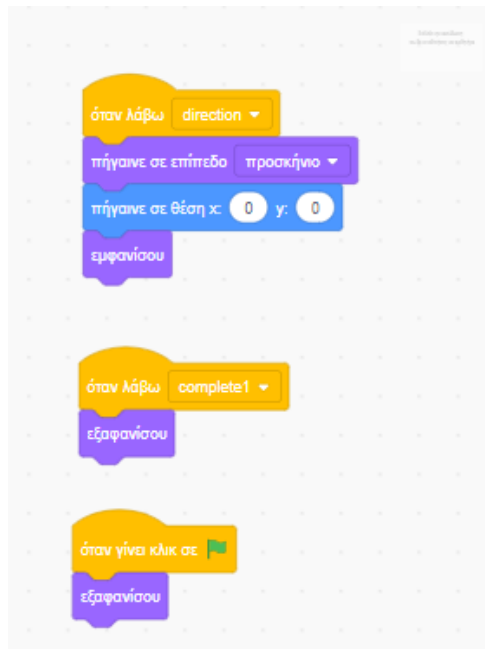 όταν λάβω direction
πήγαινε σε επίπεδο προσκήνιο
πήγαινε σε θέση x: 0 y: 0
εμφανίσου
όταν λάβω complete1
εξαφανίσου
όταν γίνει κλικ σε
εξαφανίσου